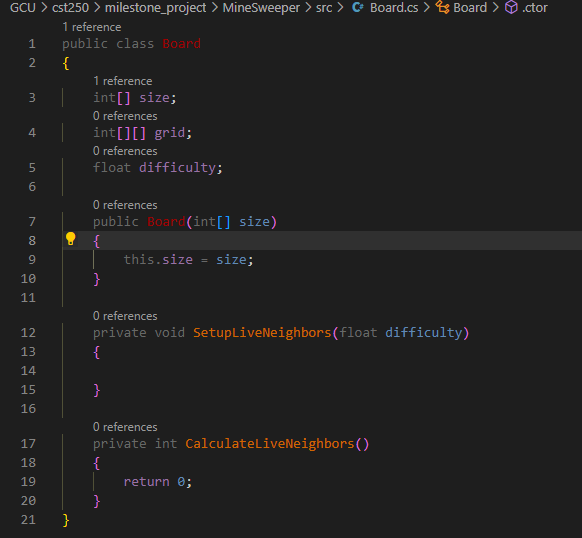 GCU > cst250 > milestone_project > MineSweeper > src > Board.cs > Board > .ctor
1 reference
1 public class Board
2 {
1 reference
3 int[] size;
0 references
4 int[][] grid;
0 references
5 float difficulty;
6
0 references
7 public Board(int[] size)
8 {
9 this.size = size;
10 }
11
0 references
12 private void SetupLiveNeighbors(float difficulty)
13 {
14
15 }
16
0 references
17 private int CalculateLiveNeighbors()
18 {
19 return 0;
20 }
21 }